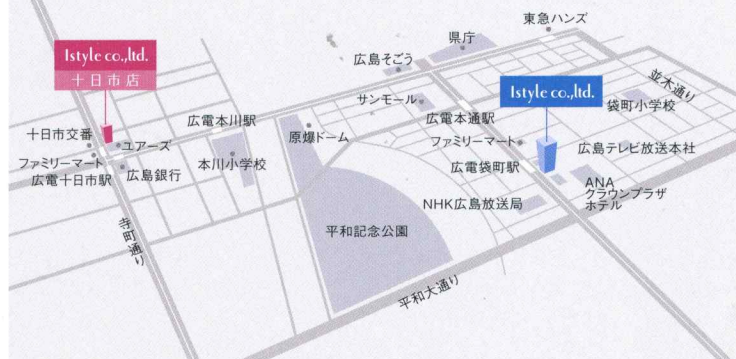 東急ハンズ
県庁
広島そごう
Istyle co.,ltd.
十日市店
Istyle co.,ltd.
並木通り
サンモール
袋町小学校
広電本川駅
広電本通駅
十日市交番
ユアーズ
原爆ドーム
ファミリーマート
広島テレビ放送本社
ファミリーマート
広島銀行
本川小学校
広電袋町駅
広電十日市駅
ANA
クラウンプラザ
ホテル
NHK広島放送局
寺町通り
平和記念公園
平和大通り